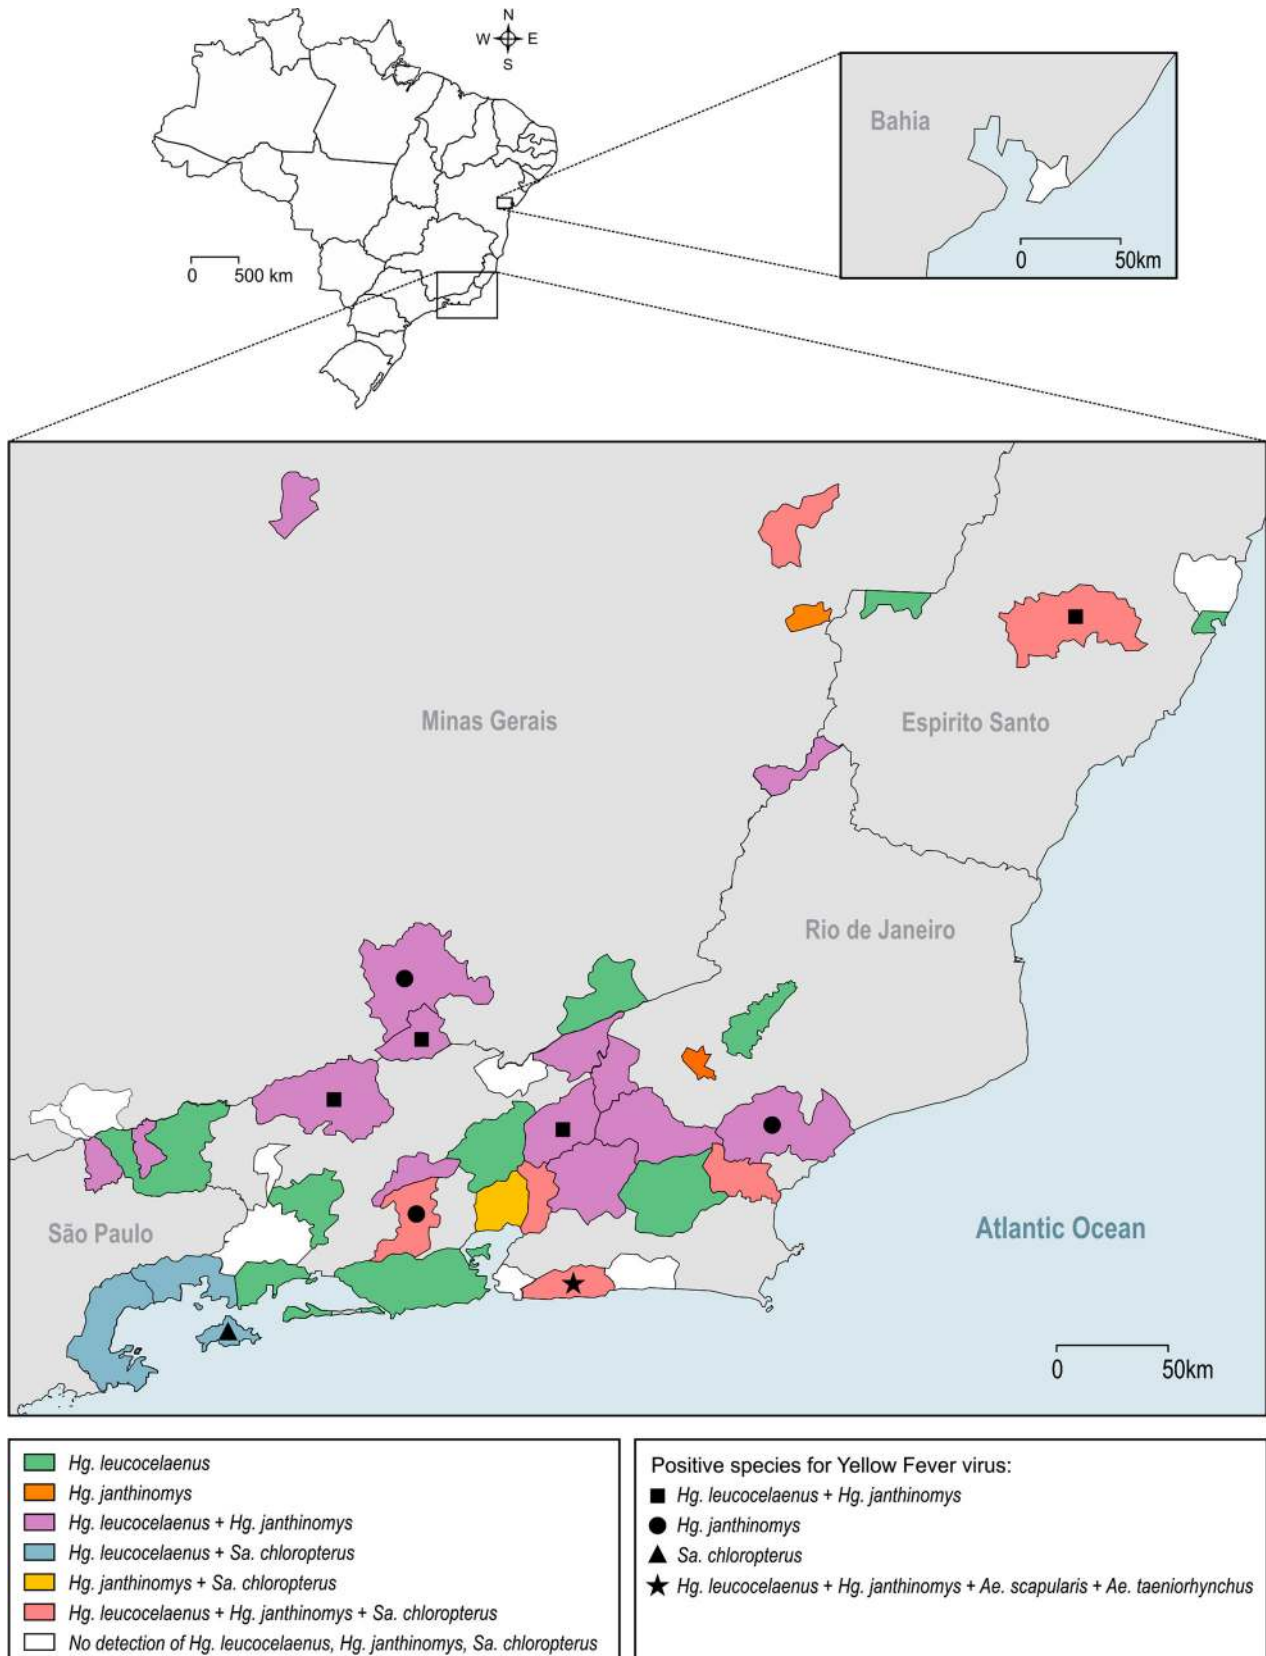 N
W E
S
0 500 km
Bahia
0 50km
Minas Gerais
Espirito Santo
Rio de Janeiro
São Paulo
Atlantic Ocean
0 50km
Hg. leucocelaenus
Hg. janthinomys
Hg. leucocelaenus + Hg. janthinomys
Hg. leucocelaenus + Sa. chloropterus
Hg. janthinomys + Sa. chloropterus
Hg. leucocelaenus + Hg. janthinomys + Sa. chloropterus
No detection of Hg. leucocelaenus, Hg. janthinomys, Sa. chloropterus
Positive species for Yellow Fever virus:
Hg. leucocelaenus + Hg. janthinomys
Hg. janthinomys
Sa. chloropterus
Hg. leucocelaenus + Hg. janthinomys + Ae. scapularis + Ae. taeniorhynchus